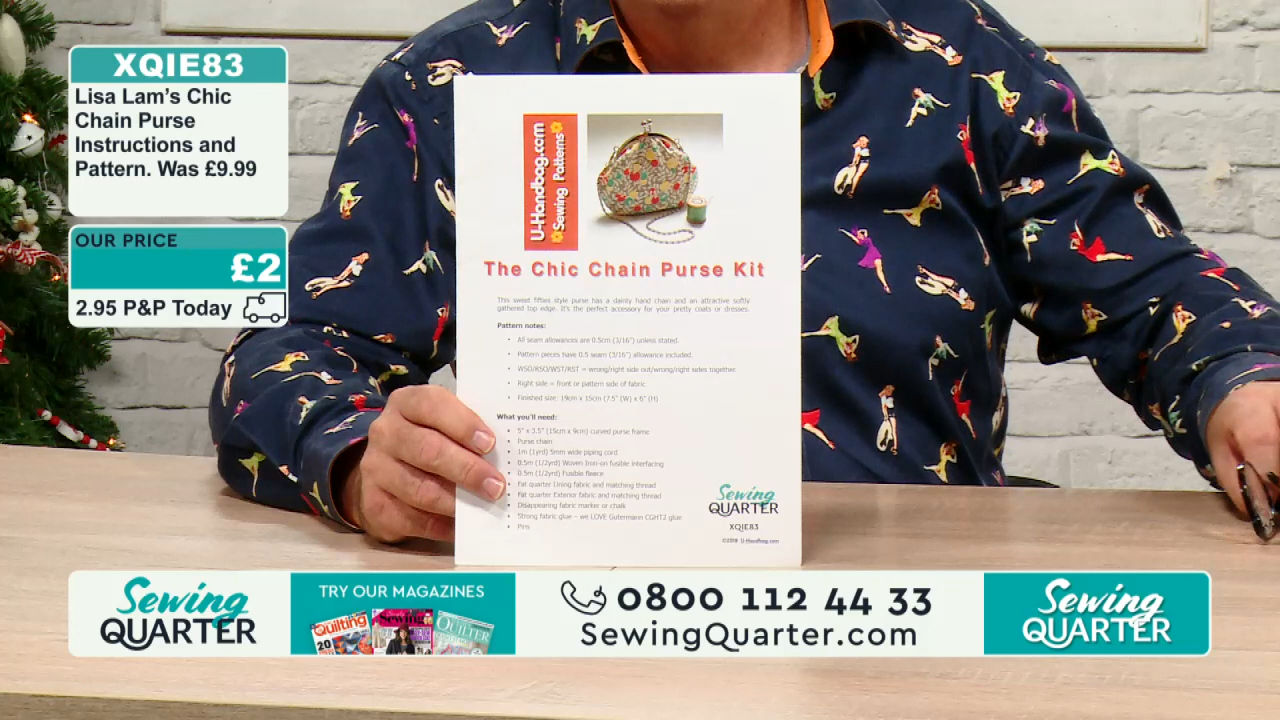 XQIE83
Lisa Lam's Chic
Chain Purse
Instructions and
Pattern. Was £9.99
OUR PRICE
£2
2.95 P&P Today
U-Handbag.com
Sewing Patterns
The Chic Chain Purse Kit
This sweet fifties style purse has a dainty hand chain and an attractive softly
gathered top edge. It's the perfect accessory for your pretty coats or dresses.
Pattern notes:
• All seam allowances are 0.5cm (3/16") unless stated.
• Pattern pieces have 0.5 seam (3/16") allowance included.
• WSO/RSO/WST/RST = wrong/right side out/wrong/right sides together.
• Right side = front or pattern side of fabric
• Finished size: 19cm x 15cm (7.5" (W) x 6" (H)
What you'll need:
• 5" x 3.5" (15cm x 9cm) curved purse frame
• Purse chain
• 1m (1yrd) 5mm wide piping cord
• 0.5m (1/2yrd) Woven Iron-on fusible interfacing
• 0.5m (1/2yrd) Fusible fleece
• Fat quarter Lining fabric and matching thread
• Fat quarter Exterior fabric and matching thread
• Disappearing fabric marker or chalk
• Strong fabric glue – we LOVE Gutermann CGHT2 glue
• Pins
Sewing
QUARTER
XQIE83
U-Handbag.com
Sewing
QUARTER
TRY OUR MAGAZINES
Quilting
20
Sewing
QUILTER
0800 112 44 33
SewingQuarter.com
Sewing
QUARTER